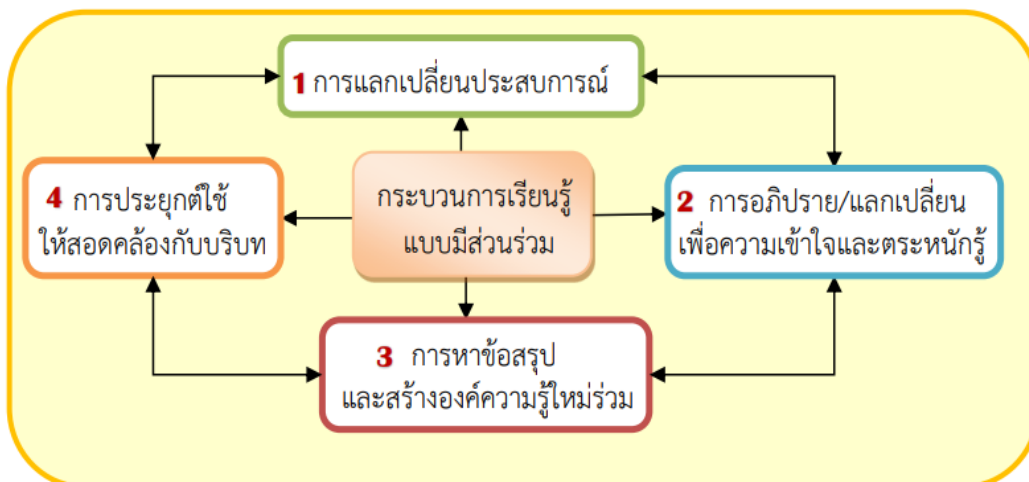 1 การแลกเปลี่ยนประสบการณ์
กระบวนการเรียนรู้
แบบมีส่วนร่วม
2 การอภิปราย/แลกเปลี่ยน
เพื่อความเข้าใจและตระหนักรู้
3 การหาข้อสรุป
และสร้างองค์ความรู้ใหม่ร่วม
4 การประยุกต์ใช้
ให้สอดคล้องกับบริบท